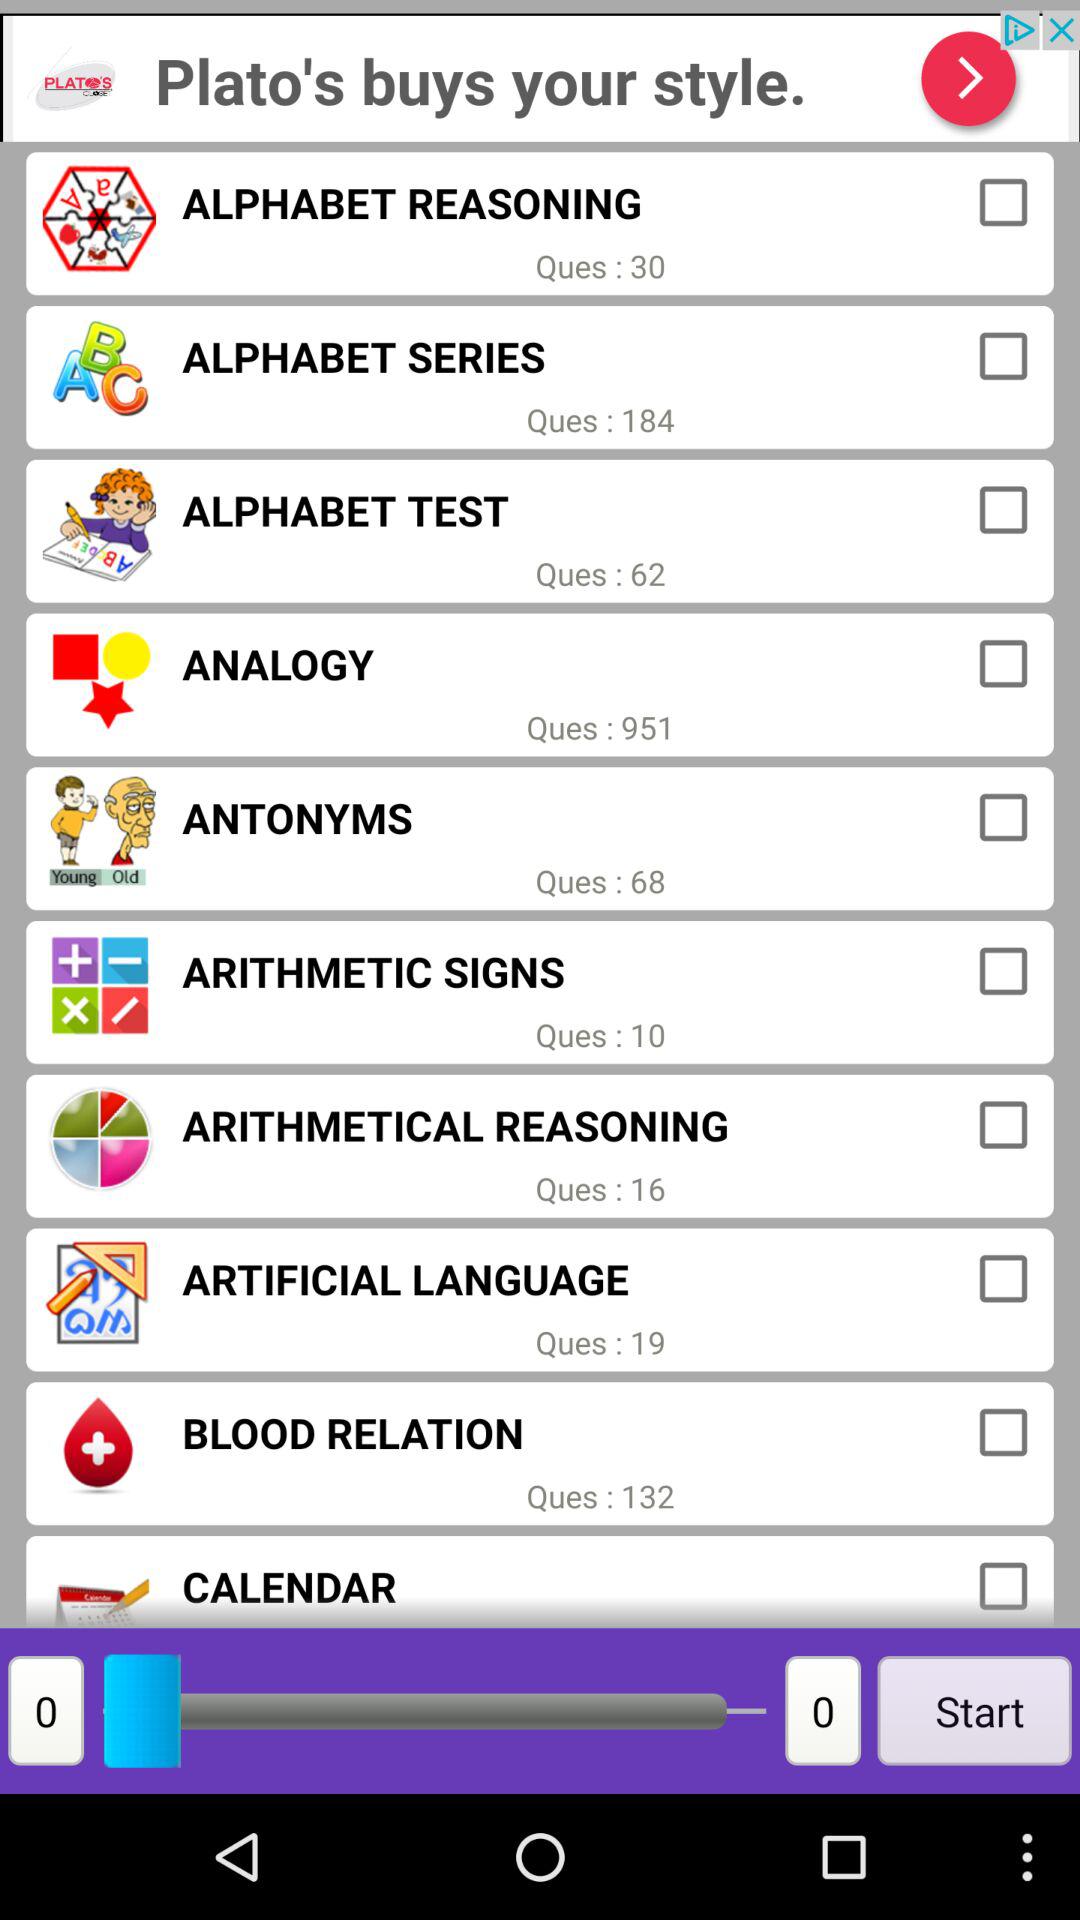 PLATO'S
CLOSET
Plato's buys your style.
ALPHABET REASONING
Ques : 30
ALPHABET SERIES
Ques : 184
ALPHABET TEST
Ques : 62
ANALOGY
Ques : 951
Young Old
ANTONYMS
Ques : 68
ARITHMETIC SIGNS
Ques : 10
ARITHMETICAL REASONING
Ques : 16
ARTIFICIAL LANGUAGE
Ques : 19
BLOOD RELATION
Ques : 132
Calendar
CALENDAR
0
0
Start